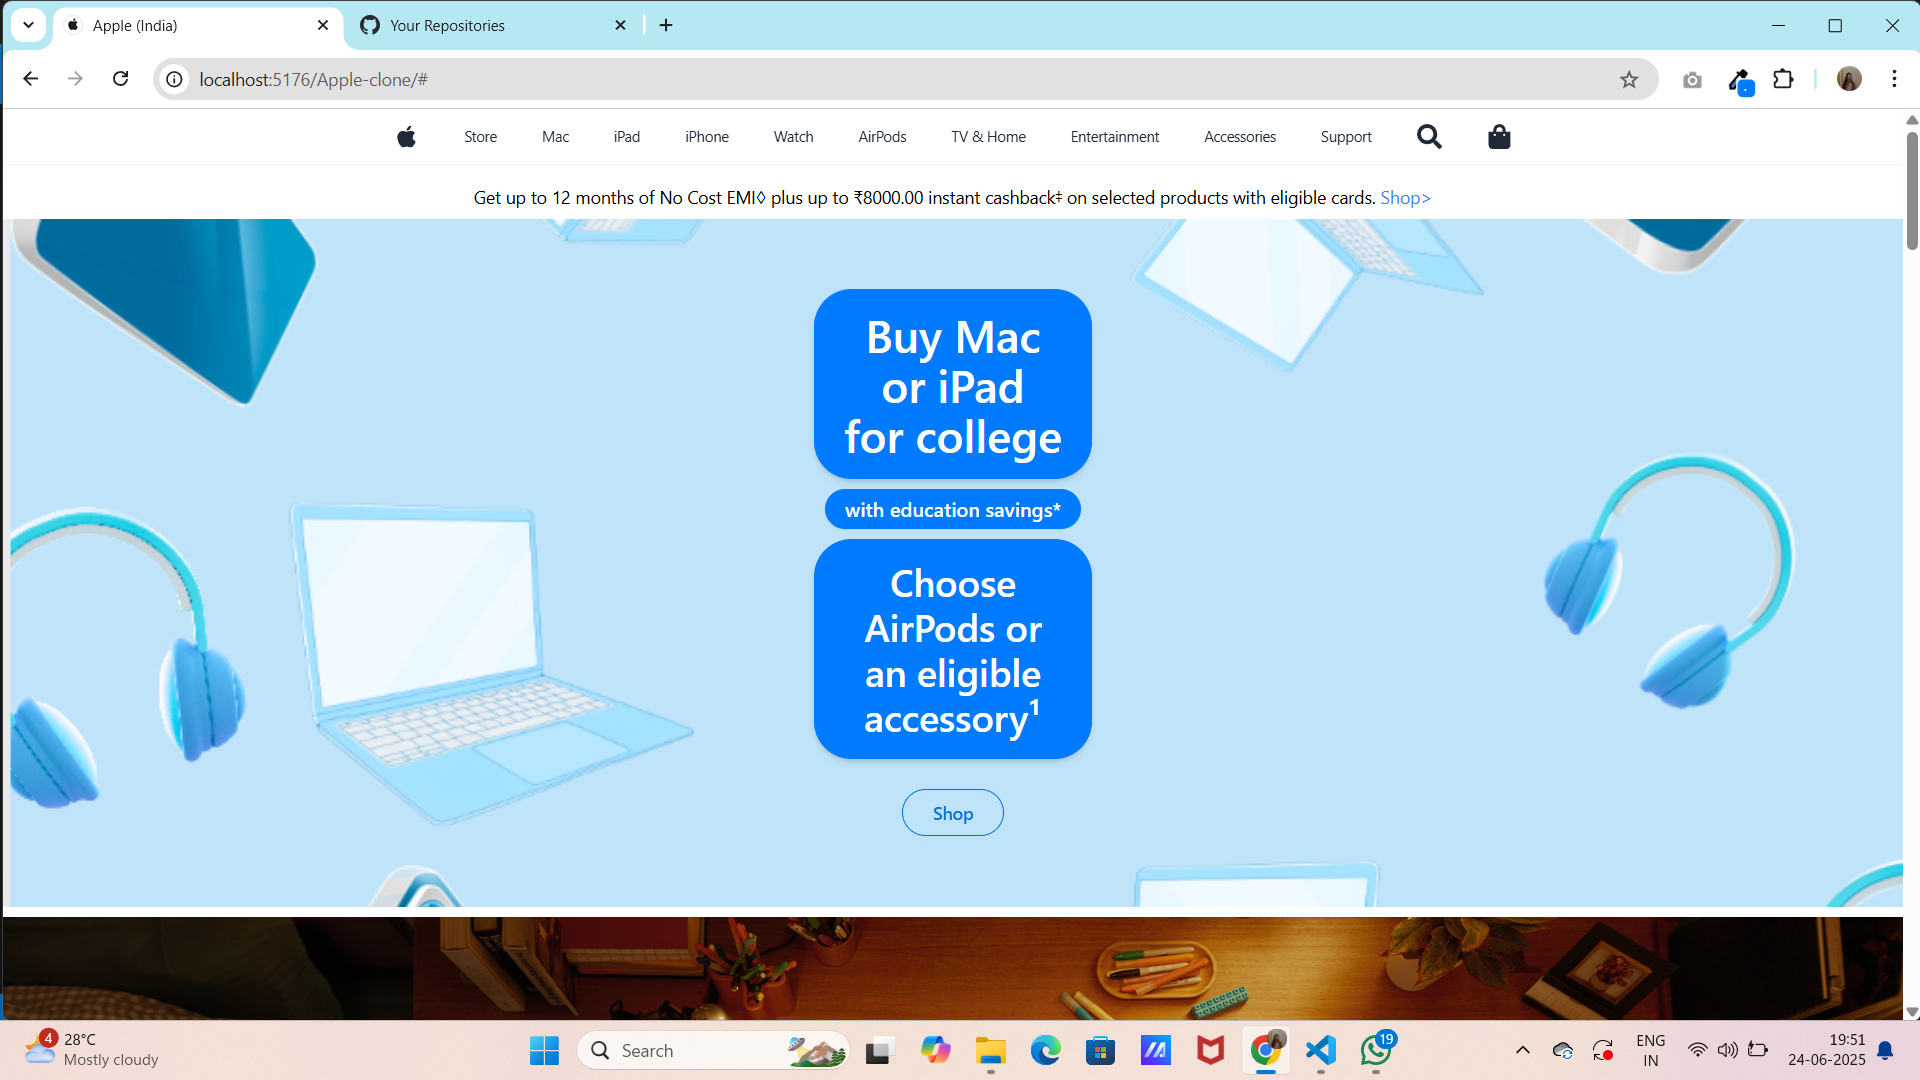 Apple (India)
Your Repositories
localhost:5176/Apple-clone/#
Store Mac iPad iPhone Watch AirPods TV & Home Entertainment Accessories Support
Get up to 12 months of No Cost EMI◊ plus up to ₹8000.00 instant cashback‡ on selected products with eligible cards. Shop>
Buy Mac
or iPad
for college
with education savings*
Choose
AirPods or
an eligible
accessory¹
Shop
4
28°C
Mostly cloudy
Search
19
ENG
IN
19:51
24-06-2025